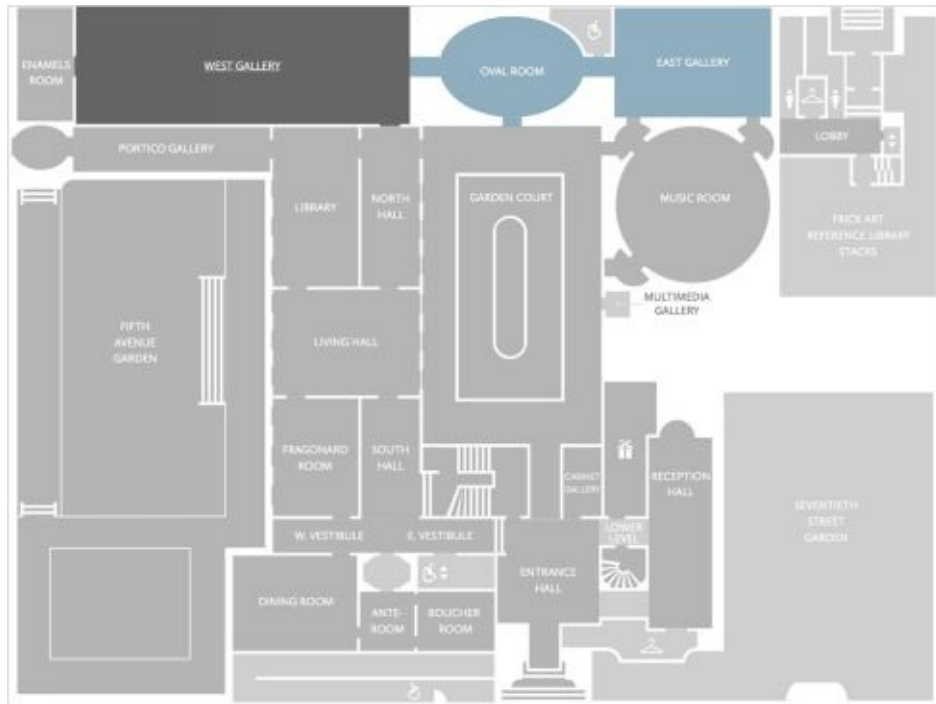 ENAMELS
ROOM
WEST GALLERY
OVAL ROOM
EAST GALLERY
LOBBY
PORTICO GALLERY
LIBRARY
NORTH
HALL
GARDEN COURT
MUSIC ROOM
FRICK ART
REFERENCE LIBRARY
STACKS
MULTIMEDIA
GALLERY
FIFTH
AVENUE
GARDEN
LIVING HALL
FRAGONARD
ROOM
SOUTH
HALL
CABINET
GALLERY
RECEPTION
HALL
SEVENTIETH
STREET
GARDEN
LOWER
LEVEL
W. VESTIBULE
E. VESTIBULE
ENTRANCE
HALL
DINING ROOM
ANTE-
ROOM
BOUCHER
ROOM